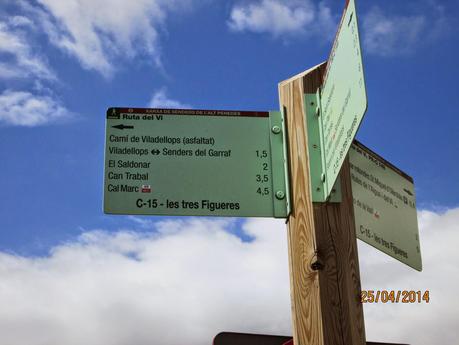 XARXA DE SENDERS DE L'ALT PENEDÈS
Ruta del Vi
Camí de Viladellops (asfaltat)
Viladellops ↔ Senders del Garraf 1,5
El Saldonar 2
Can Trabal 3,5
Cal Marc 4,5
C-15 - les tres Figueres
les tres Figueres
25/04/2014